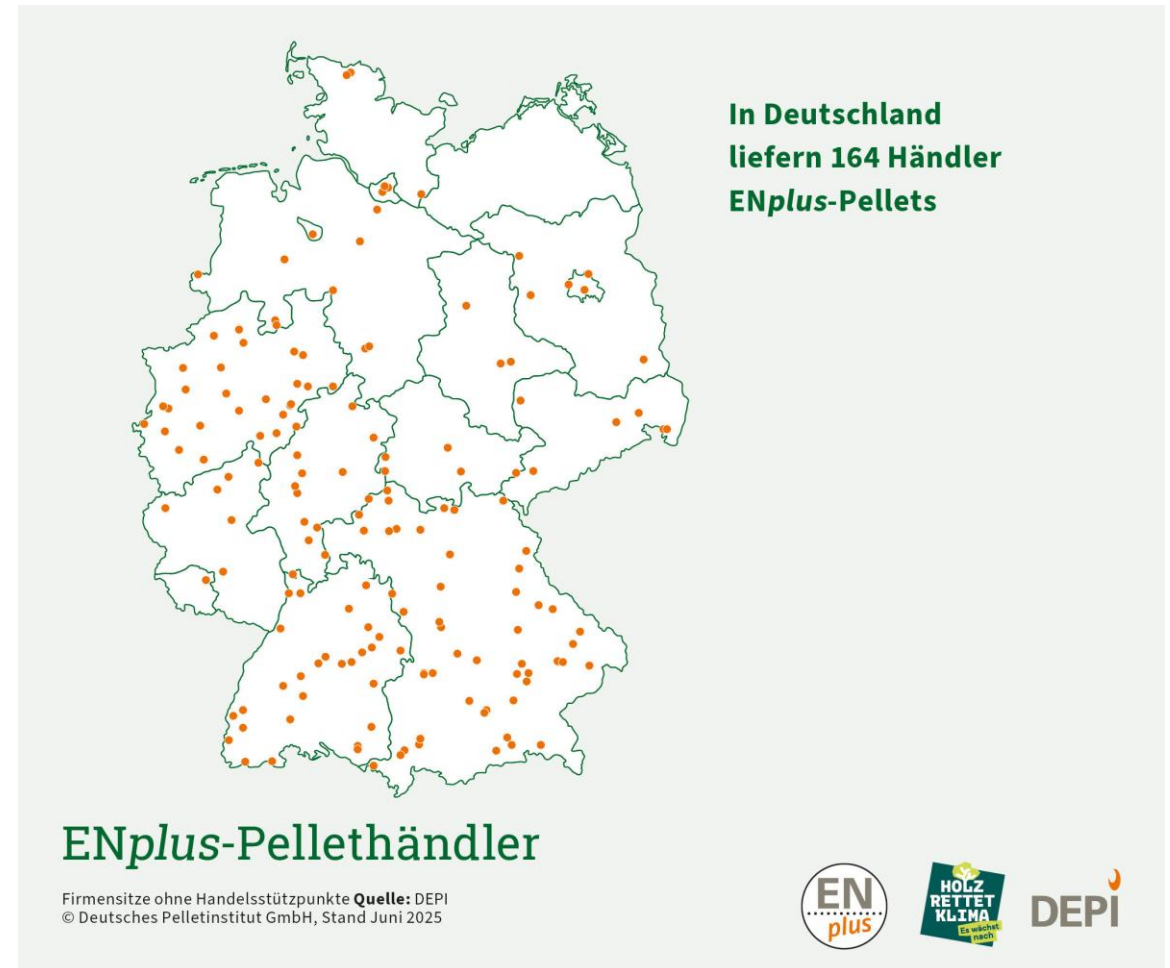 In Deutschland
liefern 164 Händler
ENplus-Pellets
ENplus-Pellethändler
Firmensitze ohne Handelsstützpunkte Quelle: DEPI
© Deutsches Pelletinstitut GmbH, Stand Juni 2025
EN
plus
HOLZ
RETTET
KLIMA
Es wächst
nach
DEPI